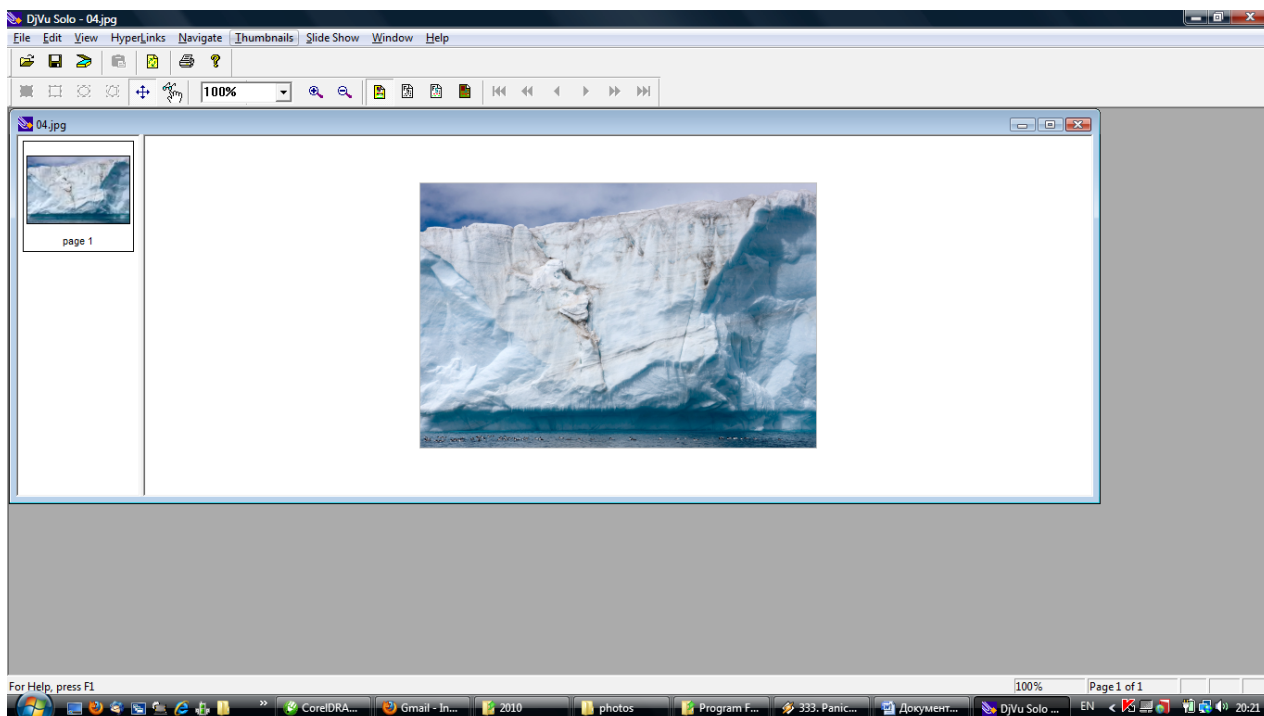 DjVu Solo - 04.jpg
File Edit View HyperLinks Navigate Thumbnails Slide Show Window Help
100%
04.jpg
page 1
For Help, press F1
100% Page 1 of 1
CorelDRA... Gmail - In... 2010 photos Program F... 333. Panic... Документ... DjVu Solo ... EN 20:21